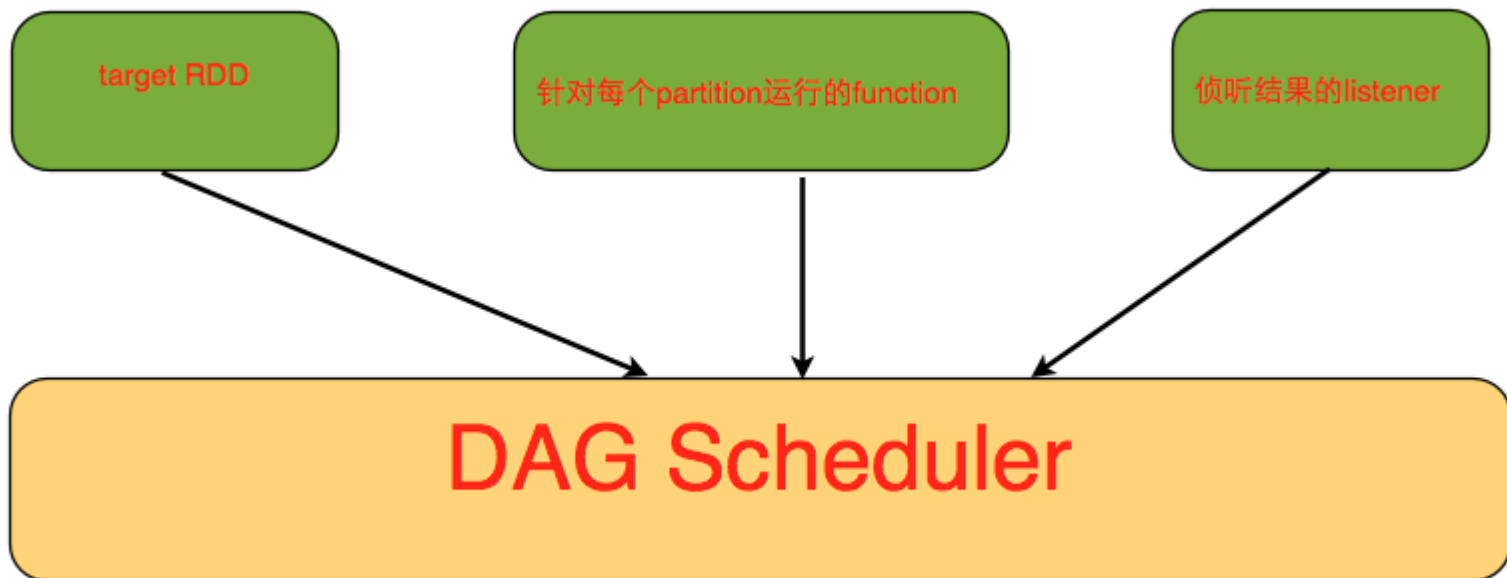 target RDD
针对每个partition运行的function
侦听结果的listener
DAG Scheduler